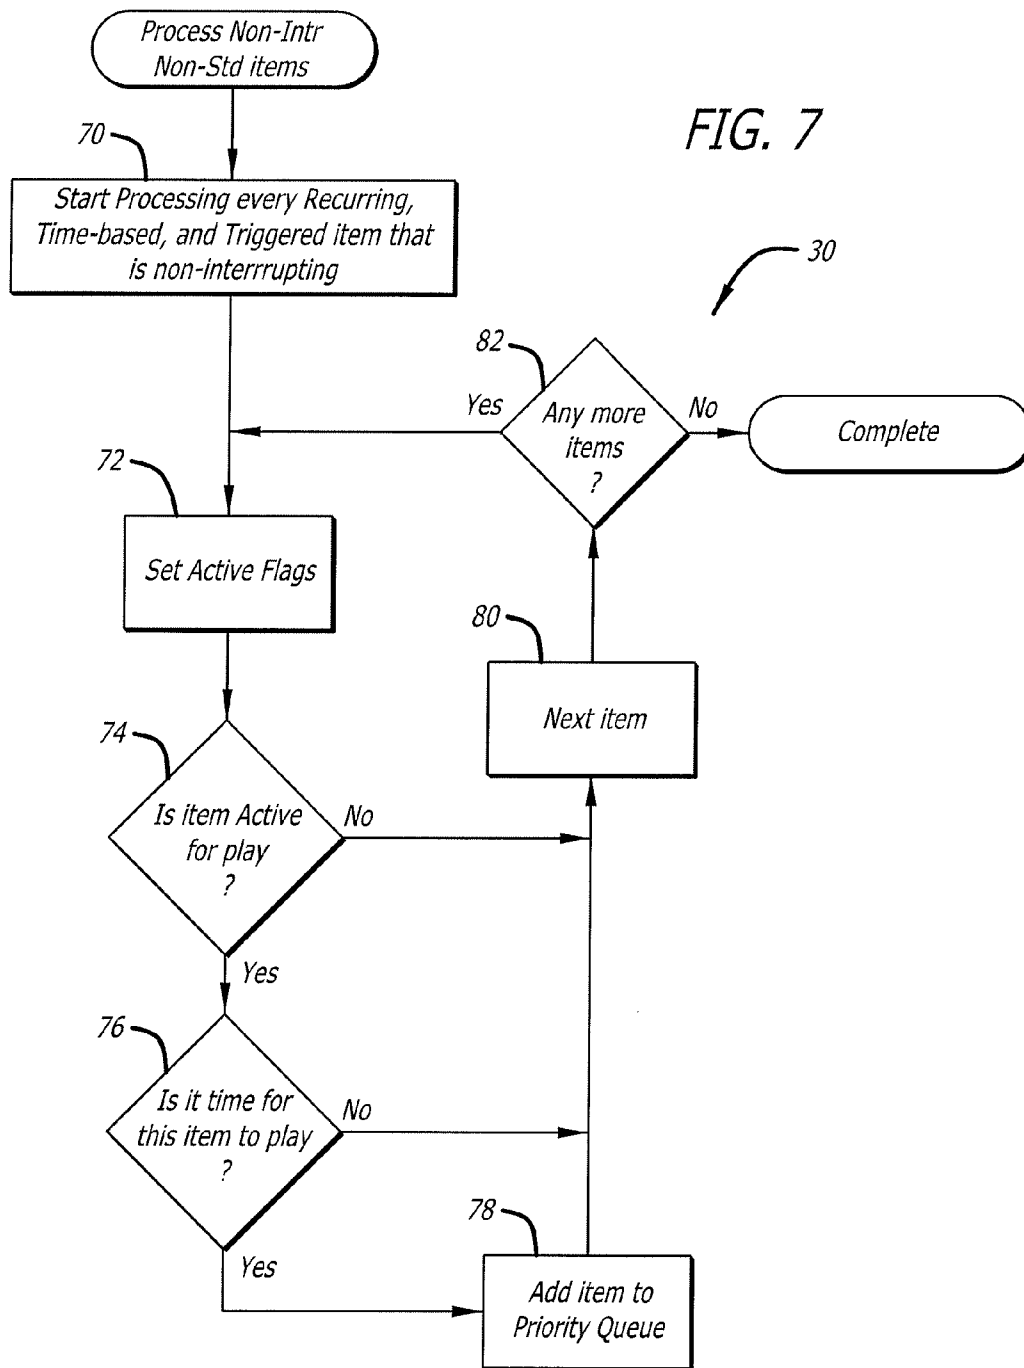 Process Non-Intr
Non-Std items
FIG. 7
70
Start Processing every Recurring,
Time-based, and Triggered item that
is non-interrrupting
30
82
Yes
Any more
items
?
No
Complete
72
Set Active Flags
80
Next item
74
Is item Active
for play
?
No
Yes
76
Is it time for
this item to play
?
No
Yes
78
Add item to
Priority Queue